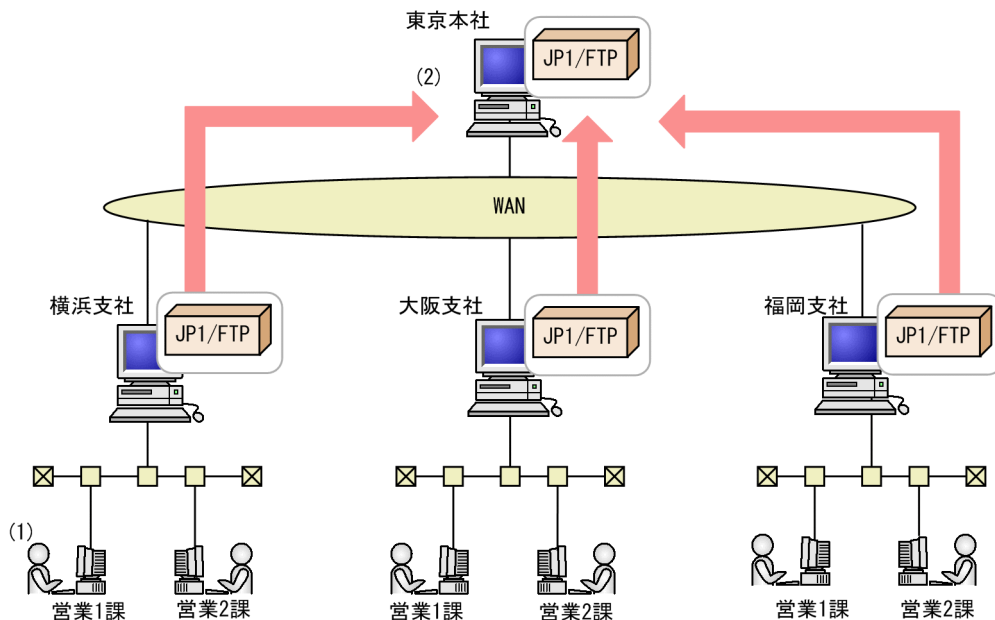 東京本社
JP1/FTP
(2)
WAN
横浜支社
JP1/FTP
大阪支社
JP1/FTP
福岡支社
JP1/FTP
(1)
営業1課
営業2課
営業1課
営業2課
営業1課
営業2課